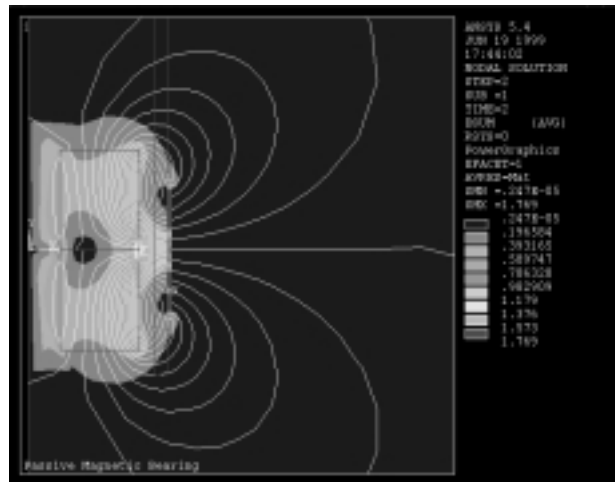 1
ANSYS 5.4
JUN 19 1999
17:44:02
NODAL SOLUTION
STEP=2
SUB =1
TIME=2
BSUM (AVG)
RSYS=0
PowerGraphics
EFACET=1
AVRES=Mat
SMN =.247E-05
SMX =1.769
.247E-05
.196584
.393165
.589747
.786328
.982909
1.179
1.376
1.573
1.769
Passive Magnetic Bearing